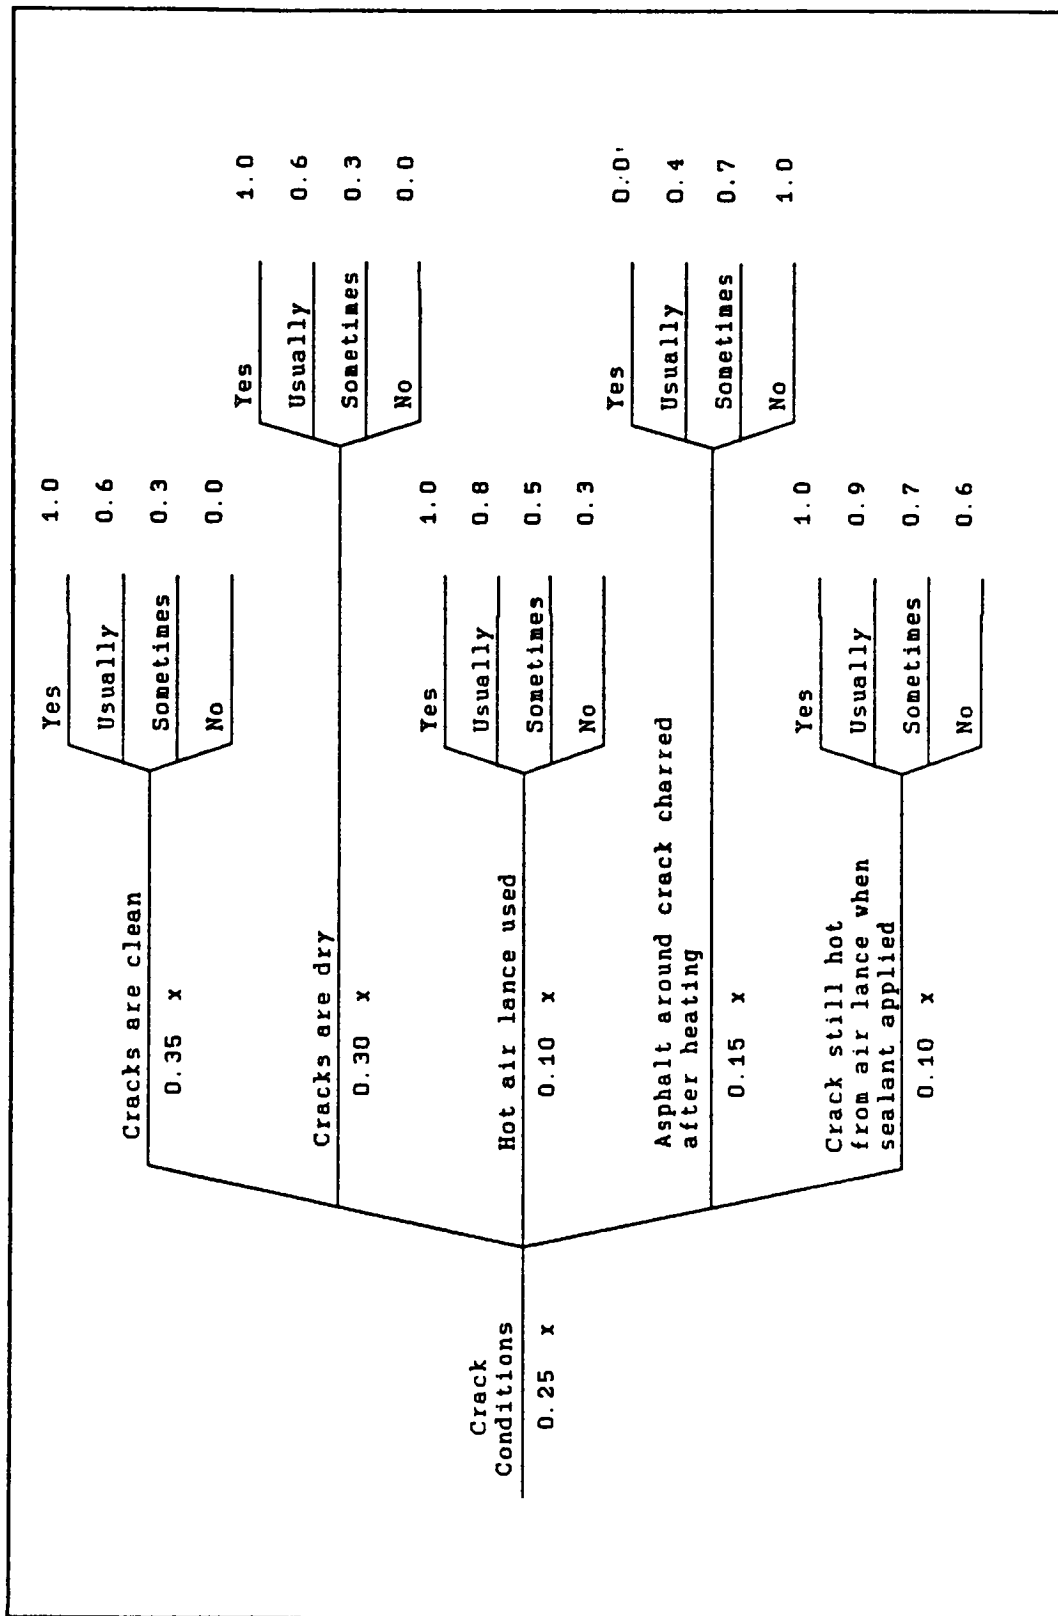 Crack
Conditions
0.25 x
Cracks are clean
0.35 x
Yes 1.0
Usually 0.6
Sometimes 0.3
No 0.0
Cracks are dry
0.30 x
Yes 1.0
Usually 0.6
Sometimes 0.3
No 0.0
Hot air lance used
0.10 x
Yes 1.0
Usually 0.8
Sometimes 0.5
No 0.3
Asphalt around crack charred
after heating
0.15 x
Yes 0.0
Usually 0.4
Sometimes 0.7
No 1.0
Crack still hot
from air lance when
sealant applied
0.10 x
Yes 1.0
Usually 0.9
Sometimes 0.7
No 0.6